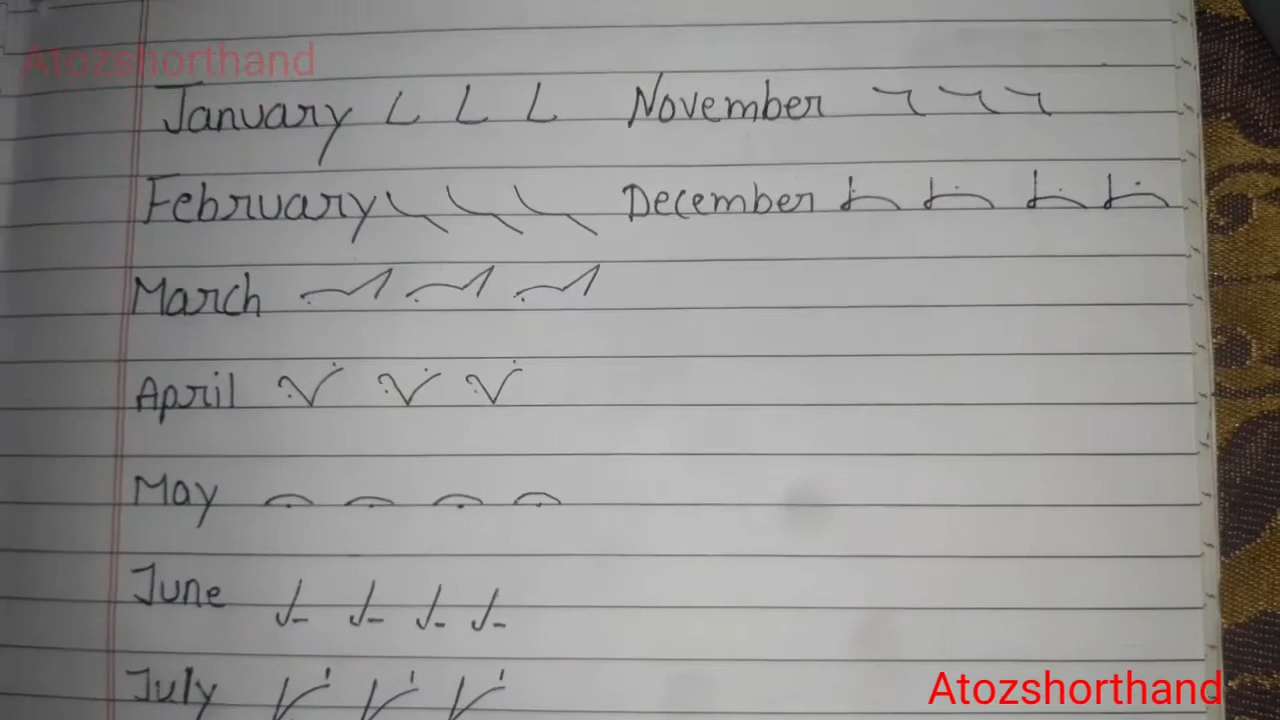 Atozshorthand
January November
February December
March
April
May
June
July
Atozshorthand